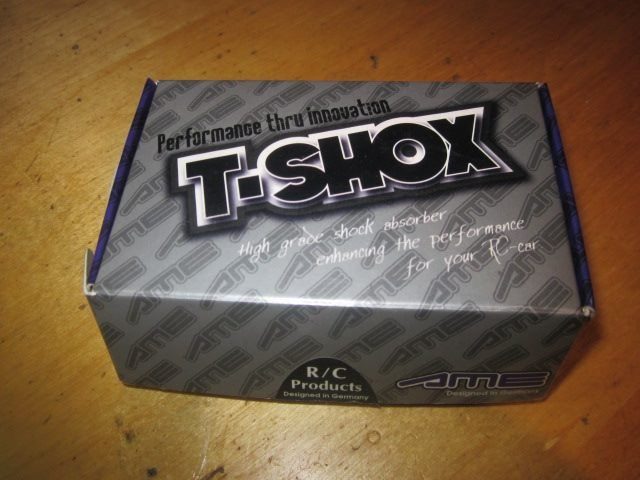 Performance thru innovation
T-SHOX
High grade shock absorber
enhancing the performance
for your RC-car
R/C
Products
Designed in Germany
AME
Designed in Germany